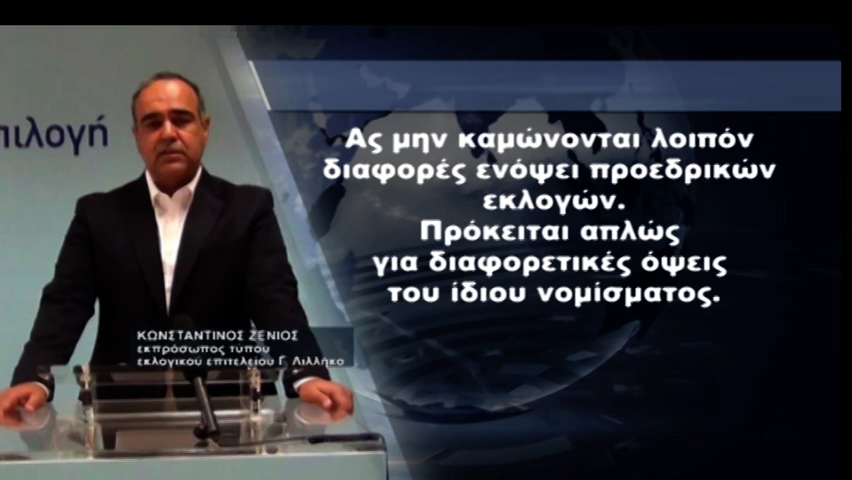 πιλογή
Ας μην καμώνονται λοιπόν
διαφορές ενόψει προεδρικών
εκλογών.
Πρόκειται απλώς
για διαφορετικές όψεις
του ίδιου νομίσματος.
ΚΩΝΣΤΑΝΤΙΝΟΣ ΖΕΝΙΟΣ
εκπρόσωπος τύπου
εκλογικού επιτελείου Γ. Λιλλήκα